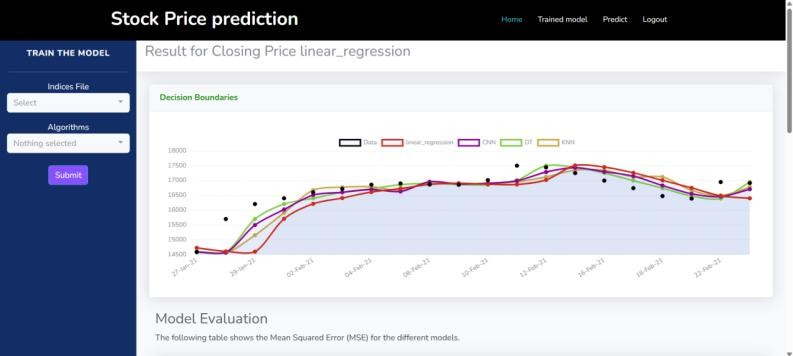 Stock Price prediction
Home Trained model Predict Logout
TRAIN THE MODEL
Indices File
Select
Algorithms
Nothing selected
Submit
Result for Closing Price linear_regression
Decision Boundaries
Data linear_regression CNN DT KNN
18000
17500
17000
16500
16000
15500
15000
14500
27-Jan-21 29-Jan-21 02-Feb-21 04-Feb-21 08-Feb-21 10-Feb-21 12-Feb-21 16-Feb-21 18-Feb-21 22-Feb-21
Model Evaluation
The following table shows the Mean Squared Error (MSE) for the different models.